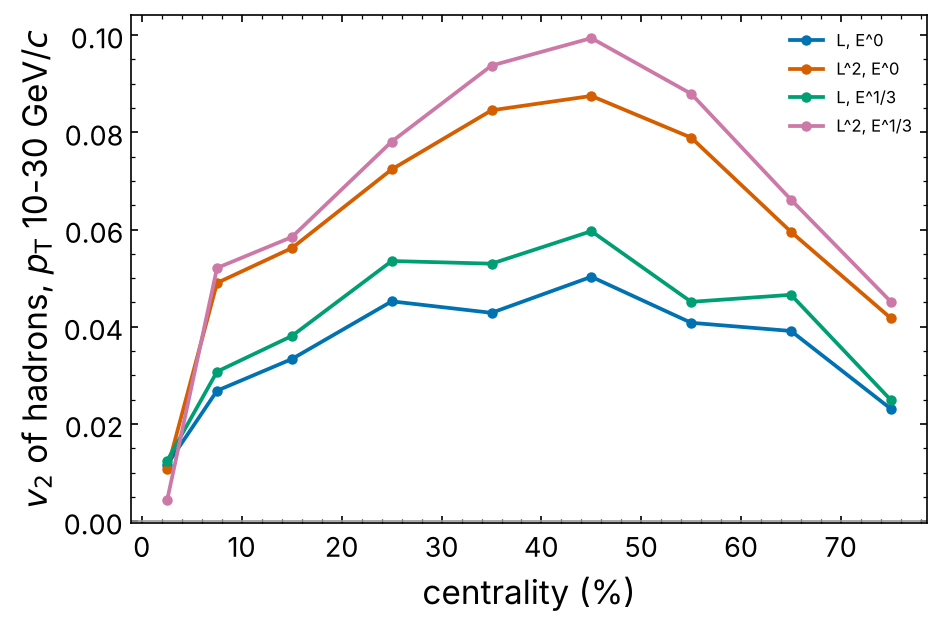 v2 of hadrons, pT 10-30 GeV/c
0.10
0.08
0.06
0.04
0.02
0.00
L, E^0
L^2, E^0
L, E^1/3
L^2, E^1/3
0 10 20 30 40 50 60 70
centrality (%)